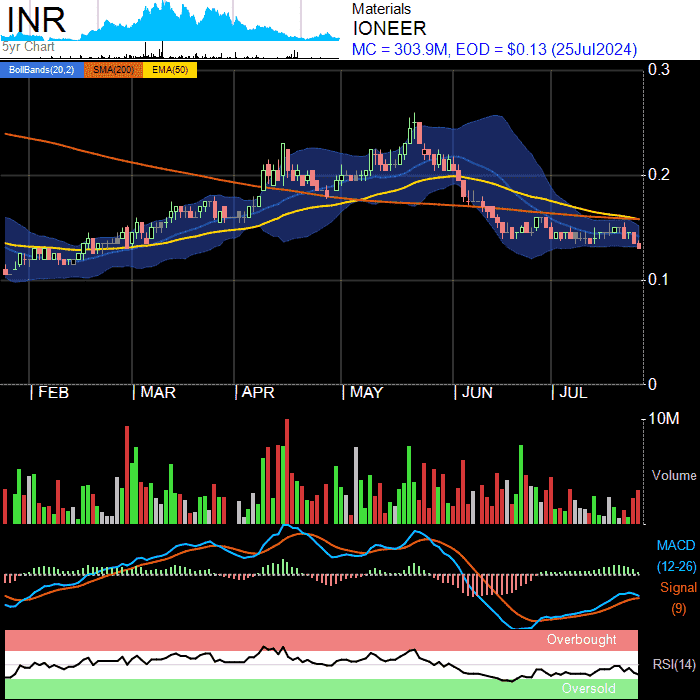 INR
5yr Chart
Materials
IONEER
MC = 303.9M, EOD = $0.13 (25Jul2024)
BollBands(20,2) SMA(200) EMA(50)
0.3
0.2
0.1
0
FEB MAR APR MAY JUN JUL
10M
Volume
MACD
(12-26)
Signal
(9)
Overbought
RSI(14)
Oversold